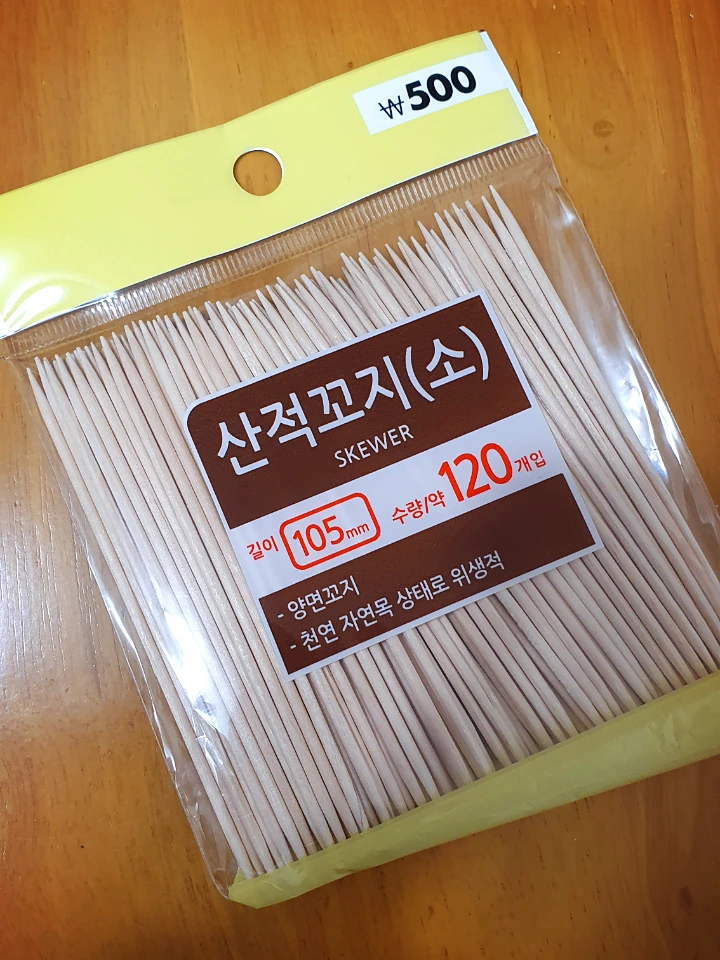 ₩500
산적꼬지(소)
SKEWER
길이 105mm 수량/약 120개입
- 양면꼬지
- 천연 자연목 상태로 위생적